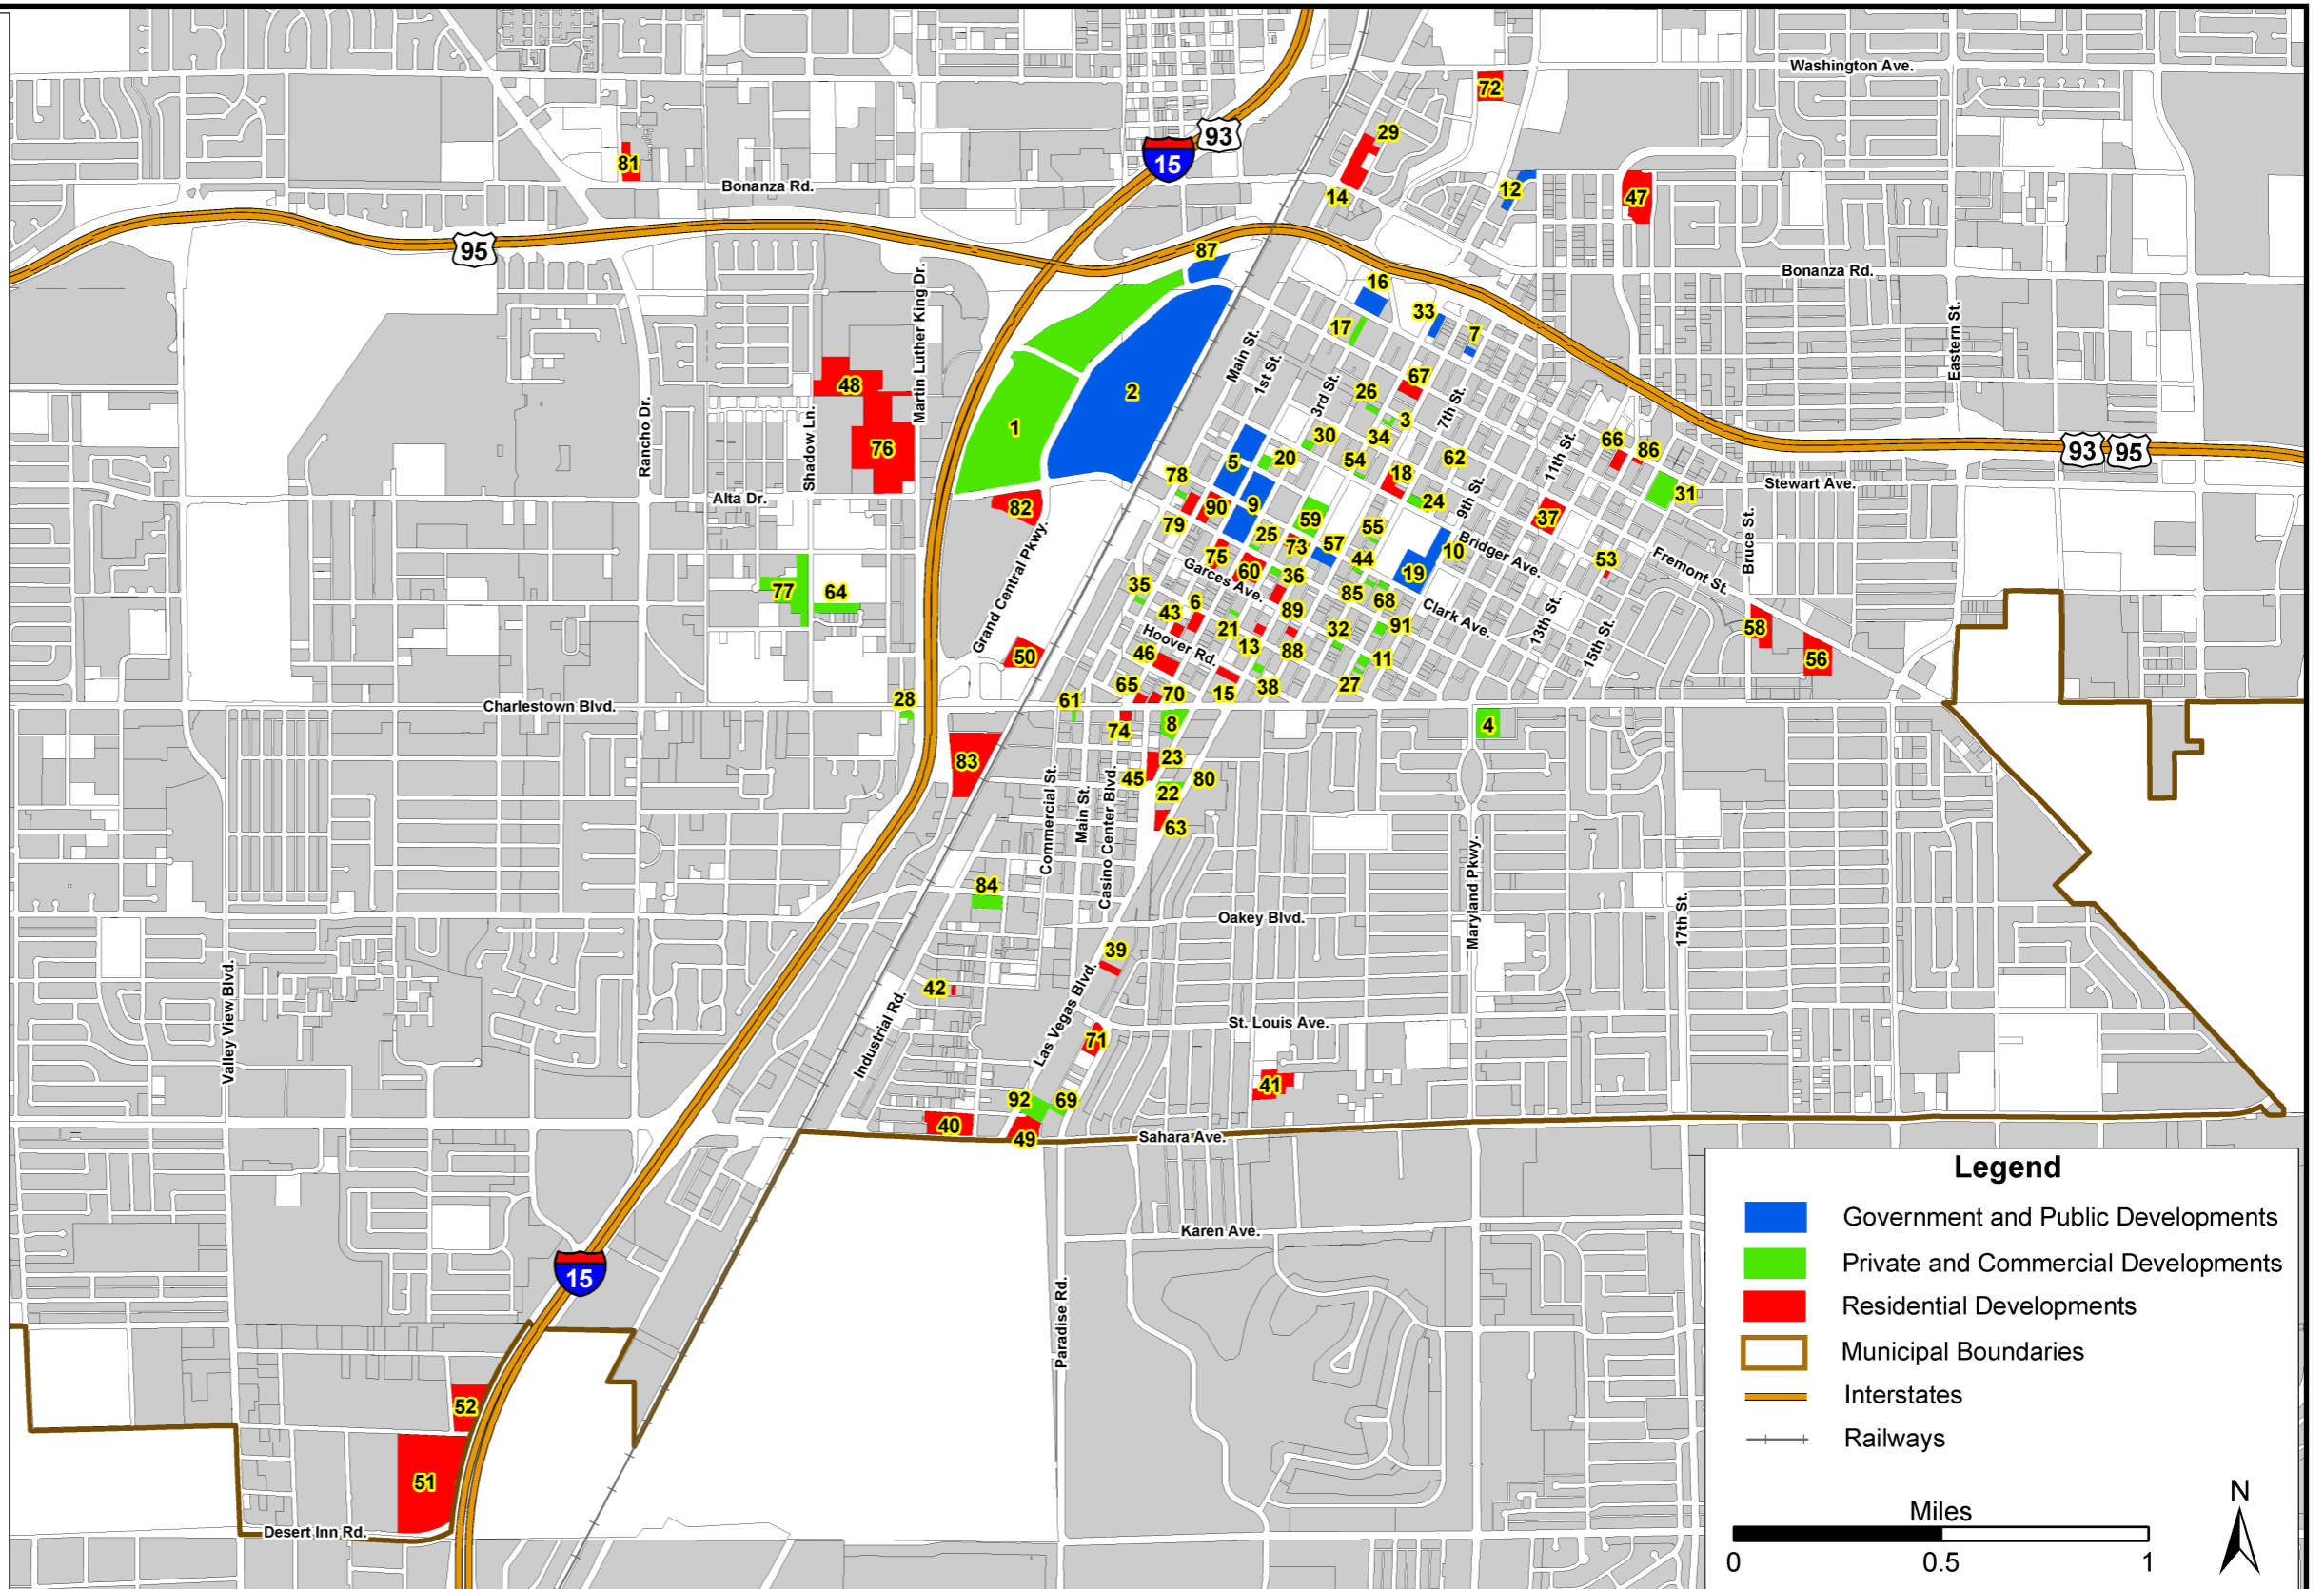 Washington Ave.
72
93
15
29
81
Bonanza Rd.
14
12
47
95
87
Bonanza Rd.
16
33
17
7
Martin Luther King Dr.
Main St.
1st St.
Eastern St.
48
2
67
26
3rd St.
7th St.
3
Rancho Dr.
Shadow Ln.
1
30
34
66
86
76
5
20
54
62
11th St.
93
95
78
18
Stewart Ave.
Alta Dr.
82
90
9
24
9th St.
31
79
59
55
37
25
73
57
Bruce St.
75
44
10
Bridger Ave.
53
Fremont St.
Grand Central Pkwy.
60
Garces Ave.
36
19
77
64
35
85
68
43
6
89
Clark Ave.
13th St.
21
32
91
58
Hoover Rd.
13
15th St.
46
88
50
11
56
65
70
15
38
27
28
61
Charlestown Blvd.
74
8
4
83
23
45
80
22
Commercial St.
Main St.
Casino Center Blvd.
63
84
Maryland Pkwy.
17th St.
Oakey Blvd.
39
Valley View Blvd.
42
Industrial Rd.
Las Vegas Blvd.
St. Louis Ave.
71
41
92
69
40
49
Sahara Ave.
Legend
Government and Public Developments
Karen Ave.
Private and Commercial Developments
15
Residential Developments
Paradise Rd.
Municipal Boundaries
Interstates
52
Railways
51
N
Miles
Desert Inn Rd.
0 0.5 1